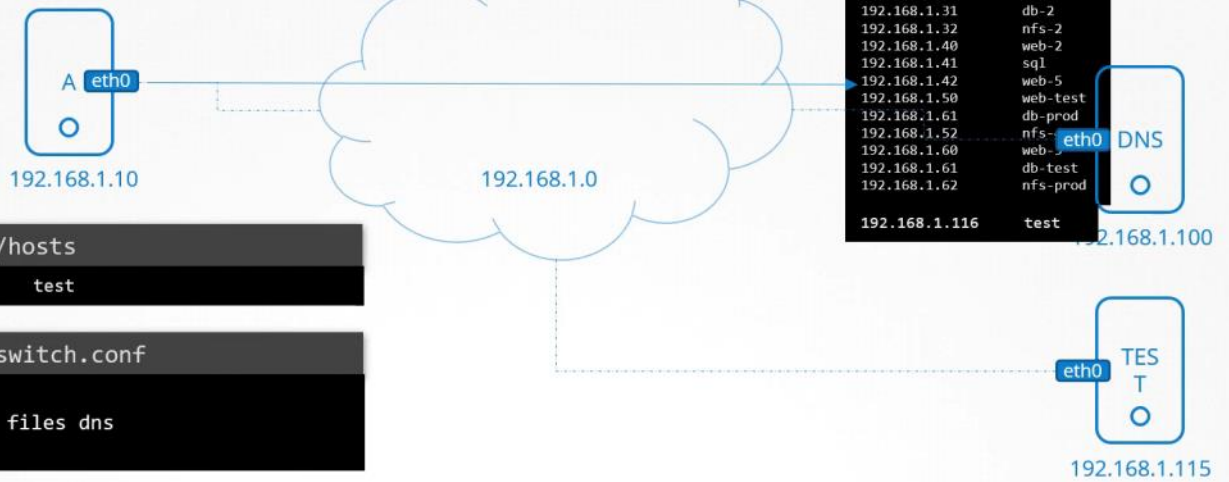 192.168.1.31 db-2
192.168.1.32 nfs-2
192.168.1.40 web-2
192.168.1.41 sql
192.168.1.42 web-5
192.168.1.50 web-test
192.168.1.61 db-prod
192.168.1.52 nfs-
192.168.1.60 web-
192.168.1.61 db-test
192.168.1.62 nfs-prod
192.168.1.116 test
A eth0
192.168.1.10
192.168.1.0
eth0 DNS
2.168.1.100
/hosts
test
switch.conf
files dns
eth0
TES
T
192.168.1.115